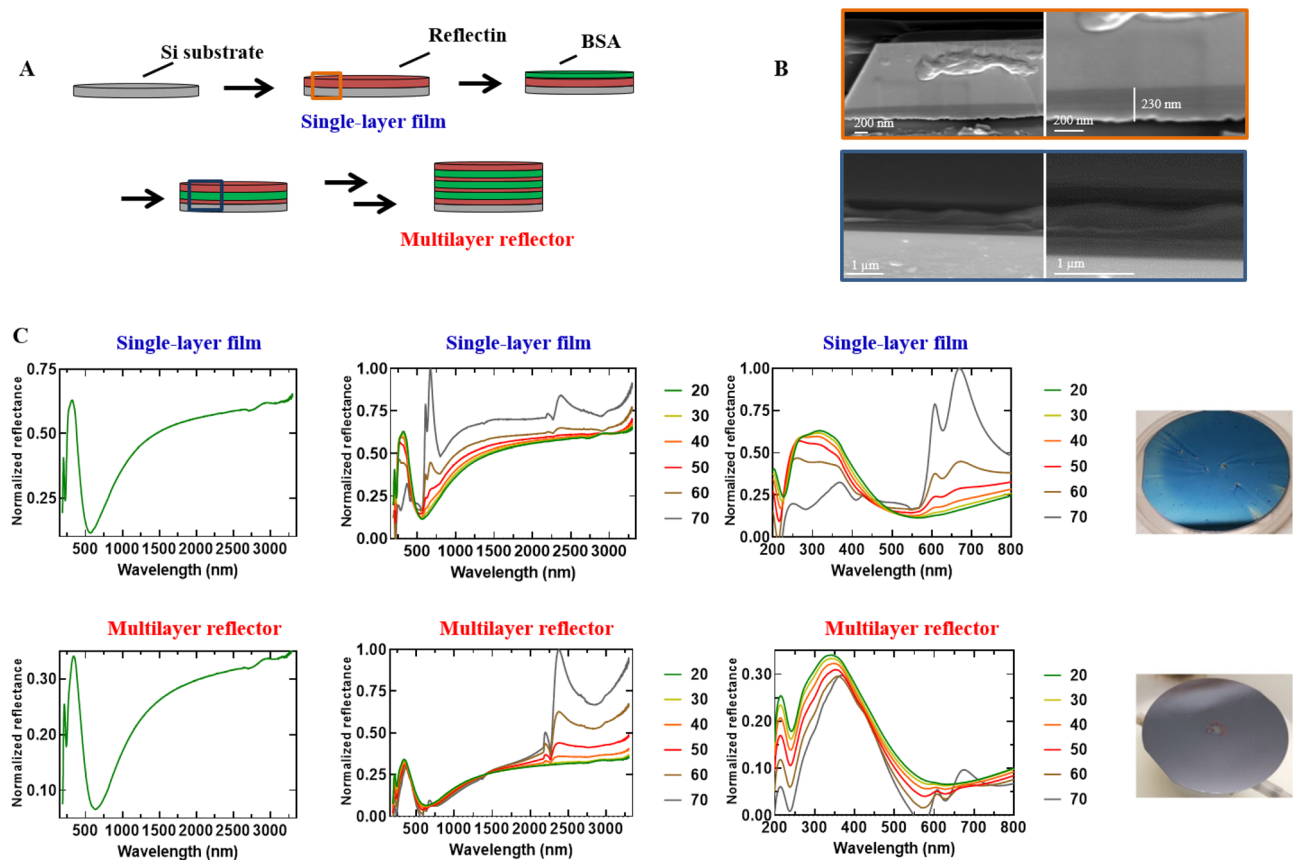 A
Si substrate
Reflectin
BSA
Single-layer film
Multilayer reflector
B
200 nm
200 nm
230 nm
1 µm
1 µm
C
Single-layer film
Normalized reflectance
0.75
0.50
0.25
500 1000 1500 2000 2500 3000
Wavelength (nm)
Single-layer film
Normalized reflectance
1.00
0.75
0.50
0.25
0.00
500 1000 1500 2000 2500 3000
Wavelength (nm)
20
30
40
50
60
70
Single-layer film
Normalized reflectance
1.00
0.75
0.50
0.25
0.00
200 300 400 500 600 700 800
Wavelength (nm)
20
30
40
50
60
70
Multilayer reflector
Normalized reflectance
0.30
0.20
0.10
500 1000 1500 2000 2500 3000
Wavelength (nm)
Multilayer reflector
Normalized reflectance
1.00
0.75
0.50
0.25
0.00
500 1000 1500 2000 2500 3000
Wavelength (nm)
20
30
40
50
60
70
Multilayer reflector
Normalized reflectance
0.30
0.20
0.10
0.00
200 300 400 500 600 700 800
Wavelength (nm)
20
30
40
50
60
70